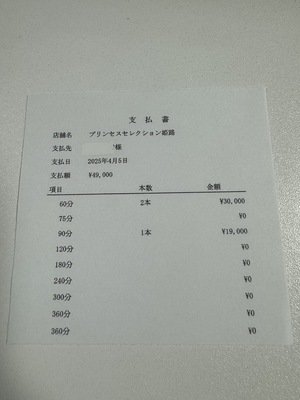 支 払 書
店舗名 プリンセスセレクション姫路
支払先 様
支払日 2025年4月5日
支払額 ¥49,000
項目 本数 金額
60分 2本 ¥30,000
75分 ¥0
90分 1本 ¥19,000
120分 ¥0
180分 ¥0
240分 ¥0
300分 ¥0
360分 ¥0
360分 ¥0